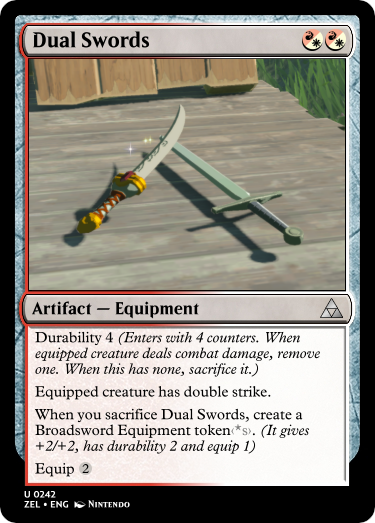 Dual Swords
Artifact — Equipment
Durability 4 (Enters with 4 counters. When
equipped creature deals combat damage, remove
one. When this has none, sacrifice it.)
Equipped creature has double strike.
When you sacrifice Dual Swords, create a
Broadsword Equipment token‹*s›. (It gives
+2/+2, has durability 2 and equip 1)
Equip 2
U 0242
ZEL • ENG Nintendo